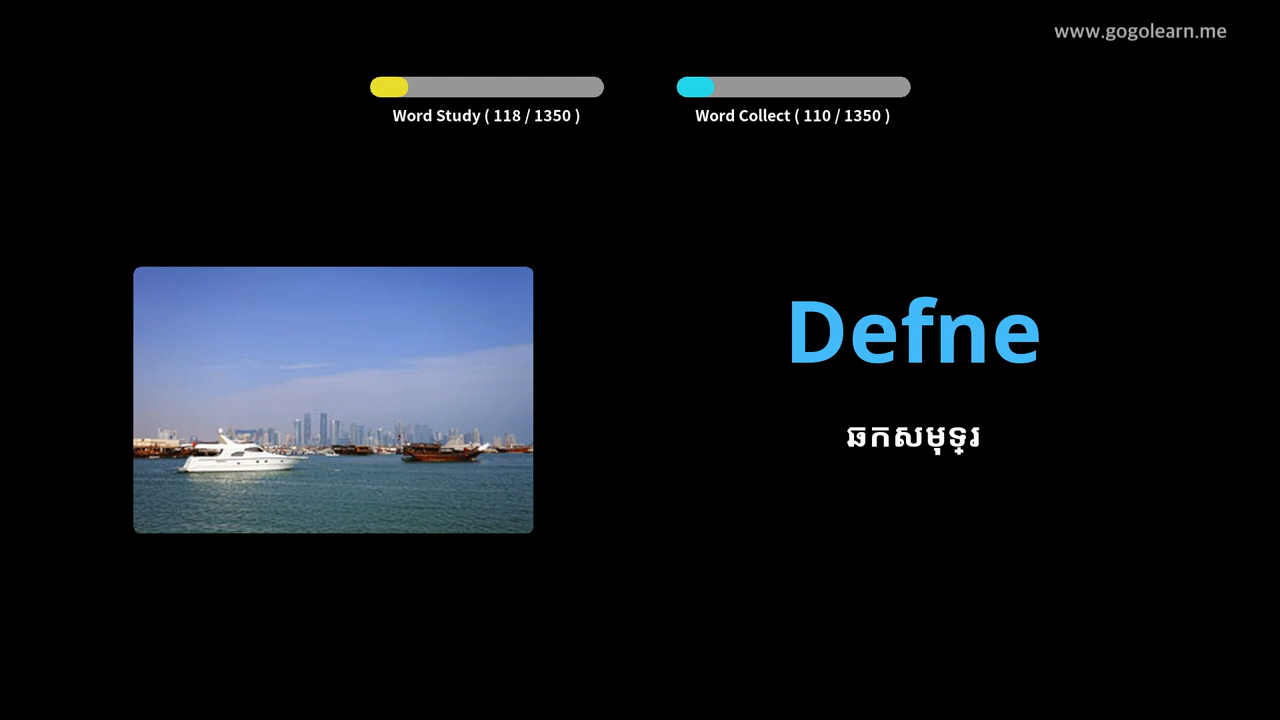 www.gogolearn.me
Word Study ( 118 / 1350 )
Word Collect ( 110 / 1350 )
Defne
ឆកសមុទ្រ